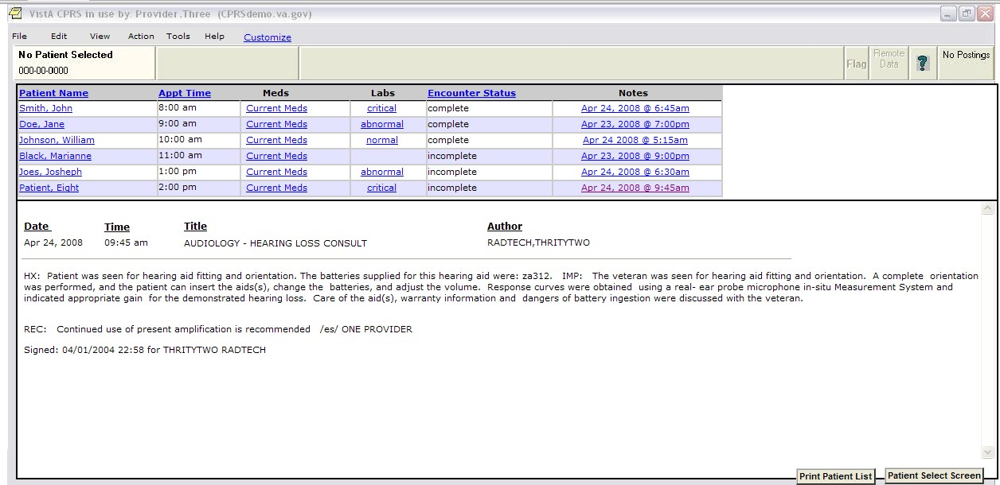 VistA CPRS in use by: Provider,Three (CPRSdemo.va.gov)
File Edit View Action Tools Help Customize
No Patient Selected
000-00-0000
Flag
Remote Data
?
No Postings
Patient Name Appt Time Meds Labs Encounter Status Notes
Smith, John 8:00 am Current Meds critical complete Apr 24, 2008 @ 6:45am
Doe, Jane 9:00 am Current Meds abnormal complete Apr 23, 2008 @ 7:00pm
Johnson, William 10:00 am Current Meds normal complete Apr 24 2008 @ 5:15am
Black, Marianne 11:00 am Current Meds incomplete Apr 23, 2008 @ 9:00pm
Joes, Josheph 1:00 pm Current Meds abnormal incomplete Apr 24, 2008 @ 6:30am
Patient, Eight 2:00 pm Current Meds critical incomplete Apr 24, 2008 @ 9:45am
Date Time Title Author
Apr 24, 2008 09:45 am AUDIOLOGY - HEARING LOSS CONSULT RADTECH,THRITYTWO
HX: Patient was seen for hearing aid fitting and orientation. The batteries supplied for this hearing aid were: za312. IMP: The veteran was seen for hearing aid fitting and orientation. A complete orientation
was performed, and the patient can insert the aids(s), change the batteries, and adjust the volume. Response curves were obtained using a real- ear probe microphone in-situ Measurement System and
indicated appropriate gain for the demonstrated hearing loss. Care of the aid(s), warranty information and dangers of battery ingestion were discussed with the veteran.
REC: Continued use of present amplification is recommended /es/ ONE PROVIDER
Signed: 04/01/2004 22:58 for THRITYTWO RADTECH
Print Patient List Patient Select Screen